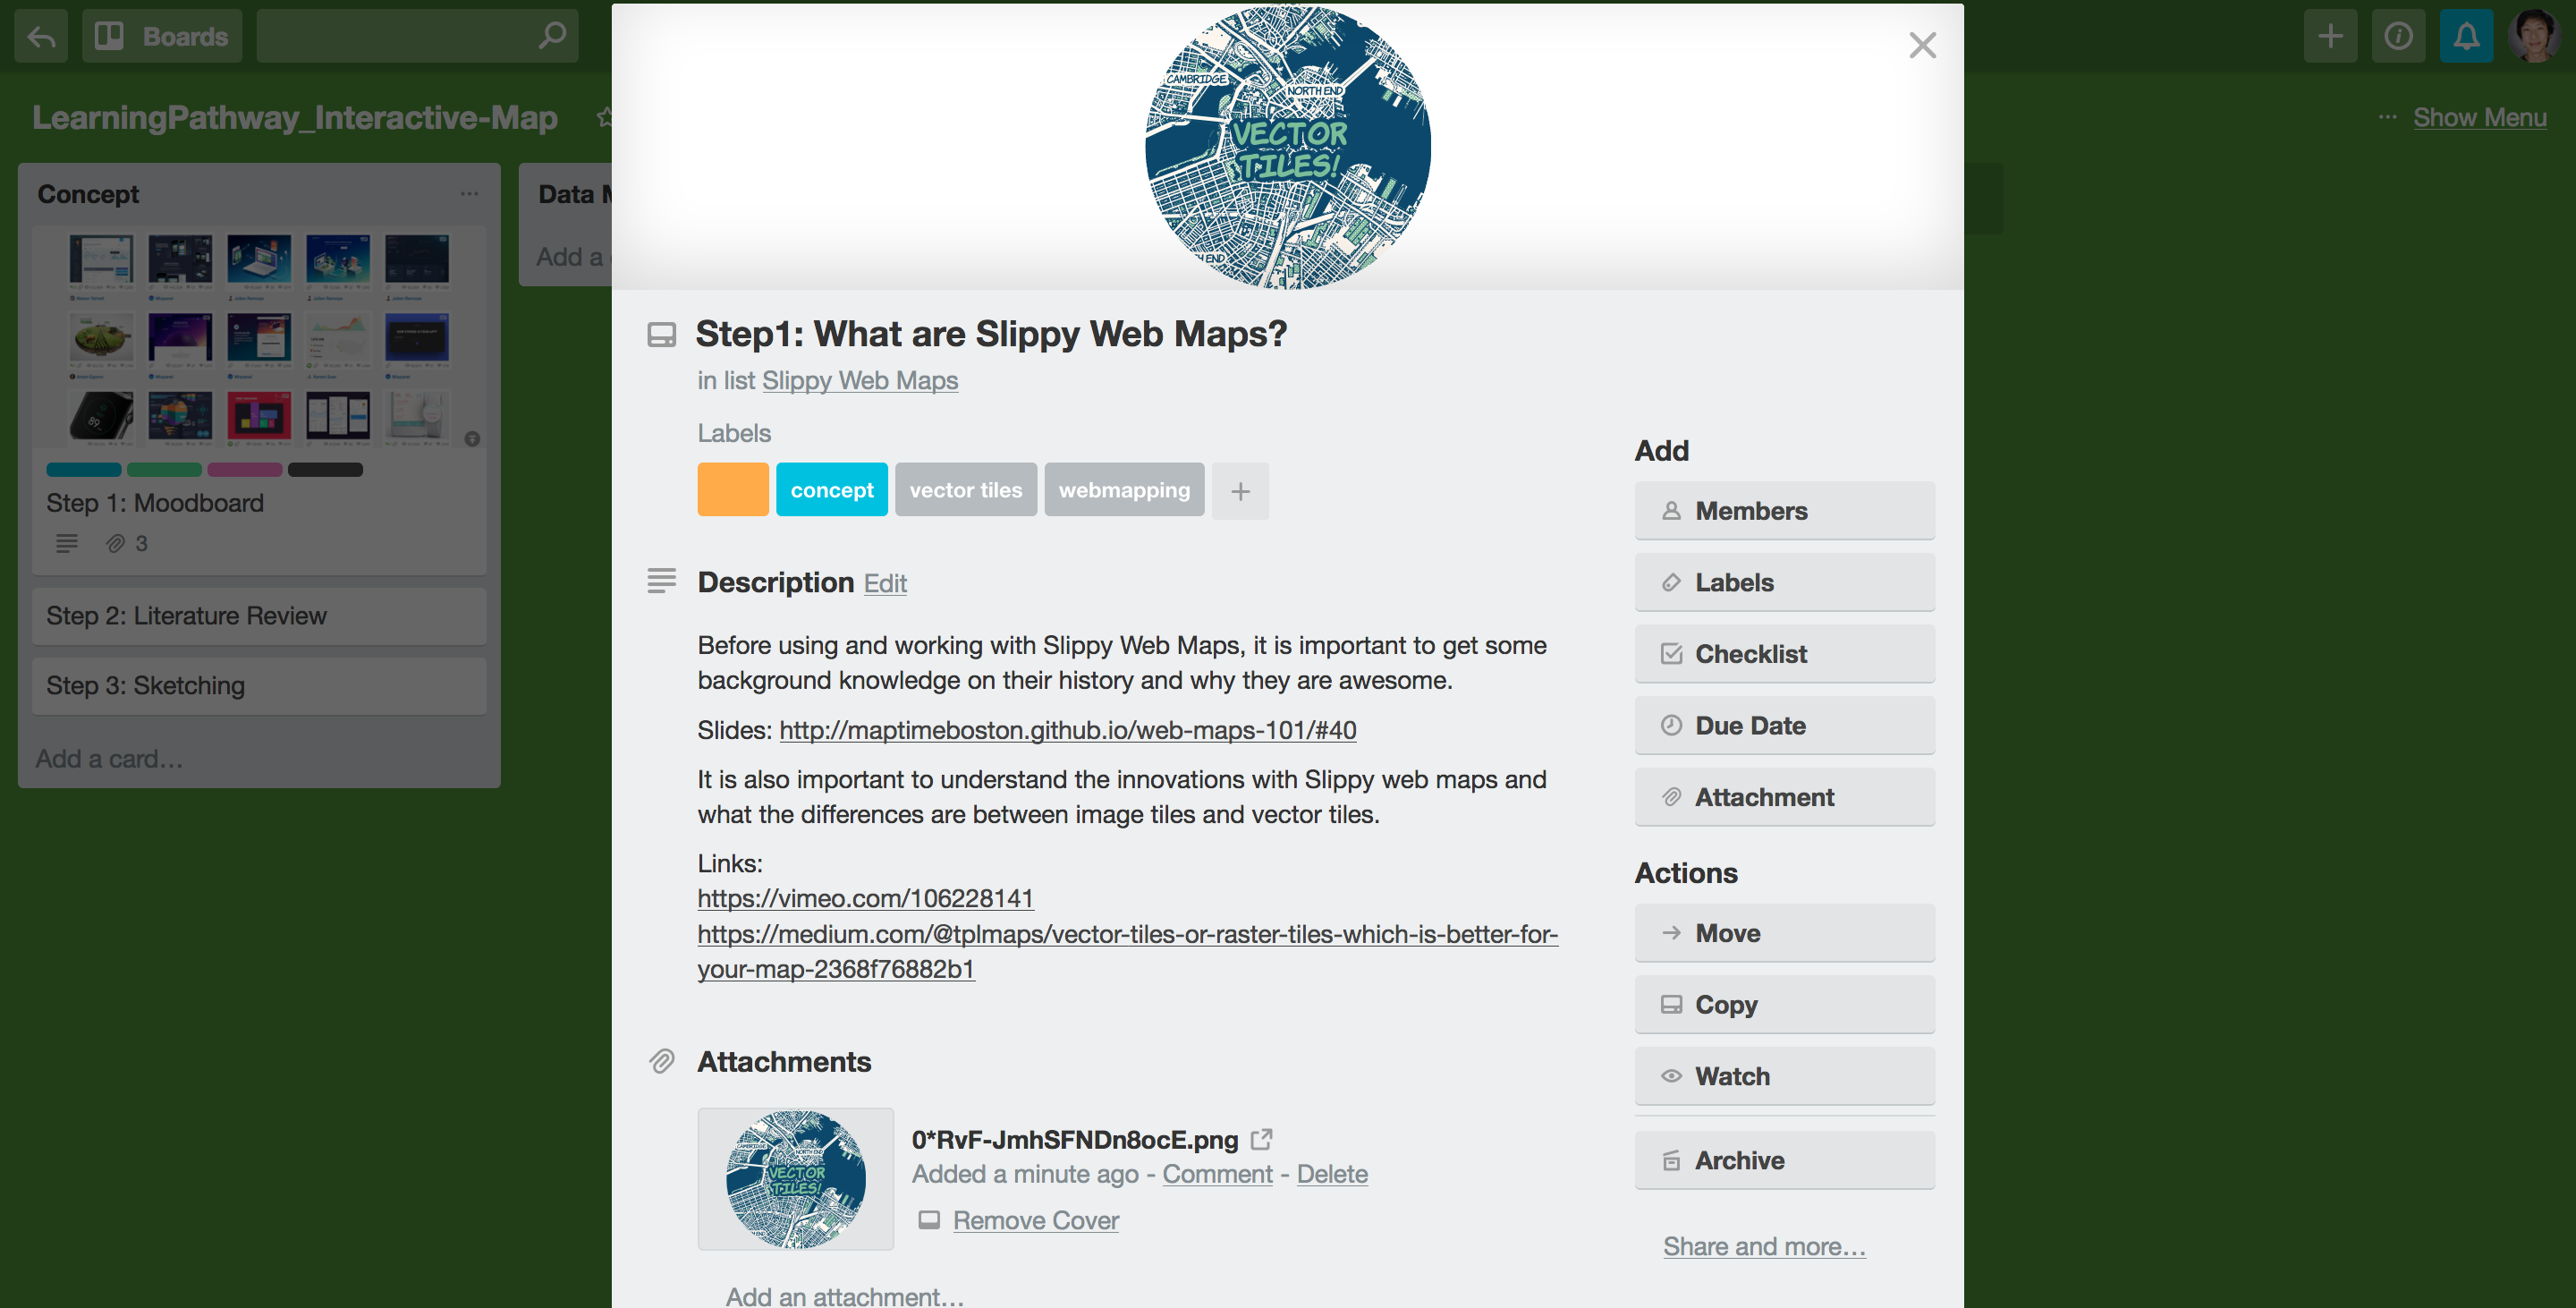 Boards
LearningPathway_Interactive-Map
Show Menu
Concept
Step 1: Moodboard
3
Step 2: Literature Review
Step 3: Sketching
Add a card…
Data
Add a
CAMBRIDGE
NORTH END
VECTOR
TILES!
END
Step1: What are Slippy Web Maps?
in list Slippy Web Maps
Labels
concept
vector tiles
webmapping
Description Edit
Before using and working with Slippy Web Maps, it is important to get some
background knowledge on their history and why they are awesome.
Slides: http://maptimeboston.github.io/web-maps-101/#40
It is also important to understand the innovations with Slippy web maps and
what the differences are between image tiles and vector tiles.
Links:
https://vimeo.com/106228141
https://medium.com/@tplmaps/vector-tiles-or-raster-tiles-which-is-better-for-
your-map-2368f76882b1
Attachments
CAMBRIDGE
NORTH END
VECTOR
TILES!
0*RvF-JmhSFNDn8ocE.png
Added a minute ago - Comment - Delete
Remove Cover
Add an attachment…
Add
Members
Labels
Checklist
Due Date
Attachment
Actions
Move
Copy
Watch
Archive
Share and more…